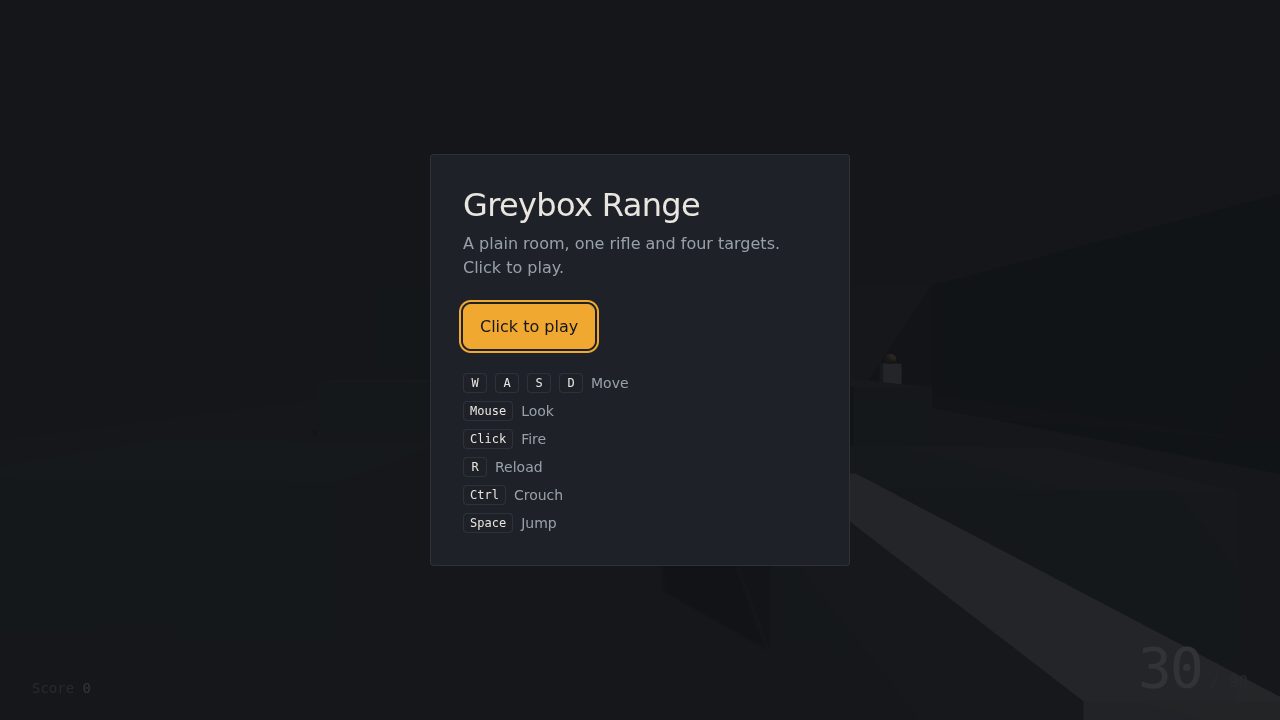 Greybox Range
A plain room, one rifle and four targets.
Click to play.
Click to play
W A S D Move
Mouse Look
Click Fire
R Reload
Ctrl Crouch
Space Jump
Score 0
30